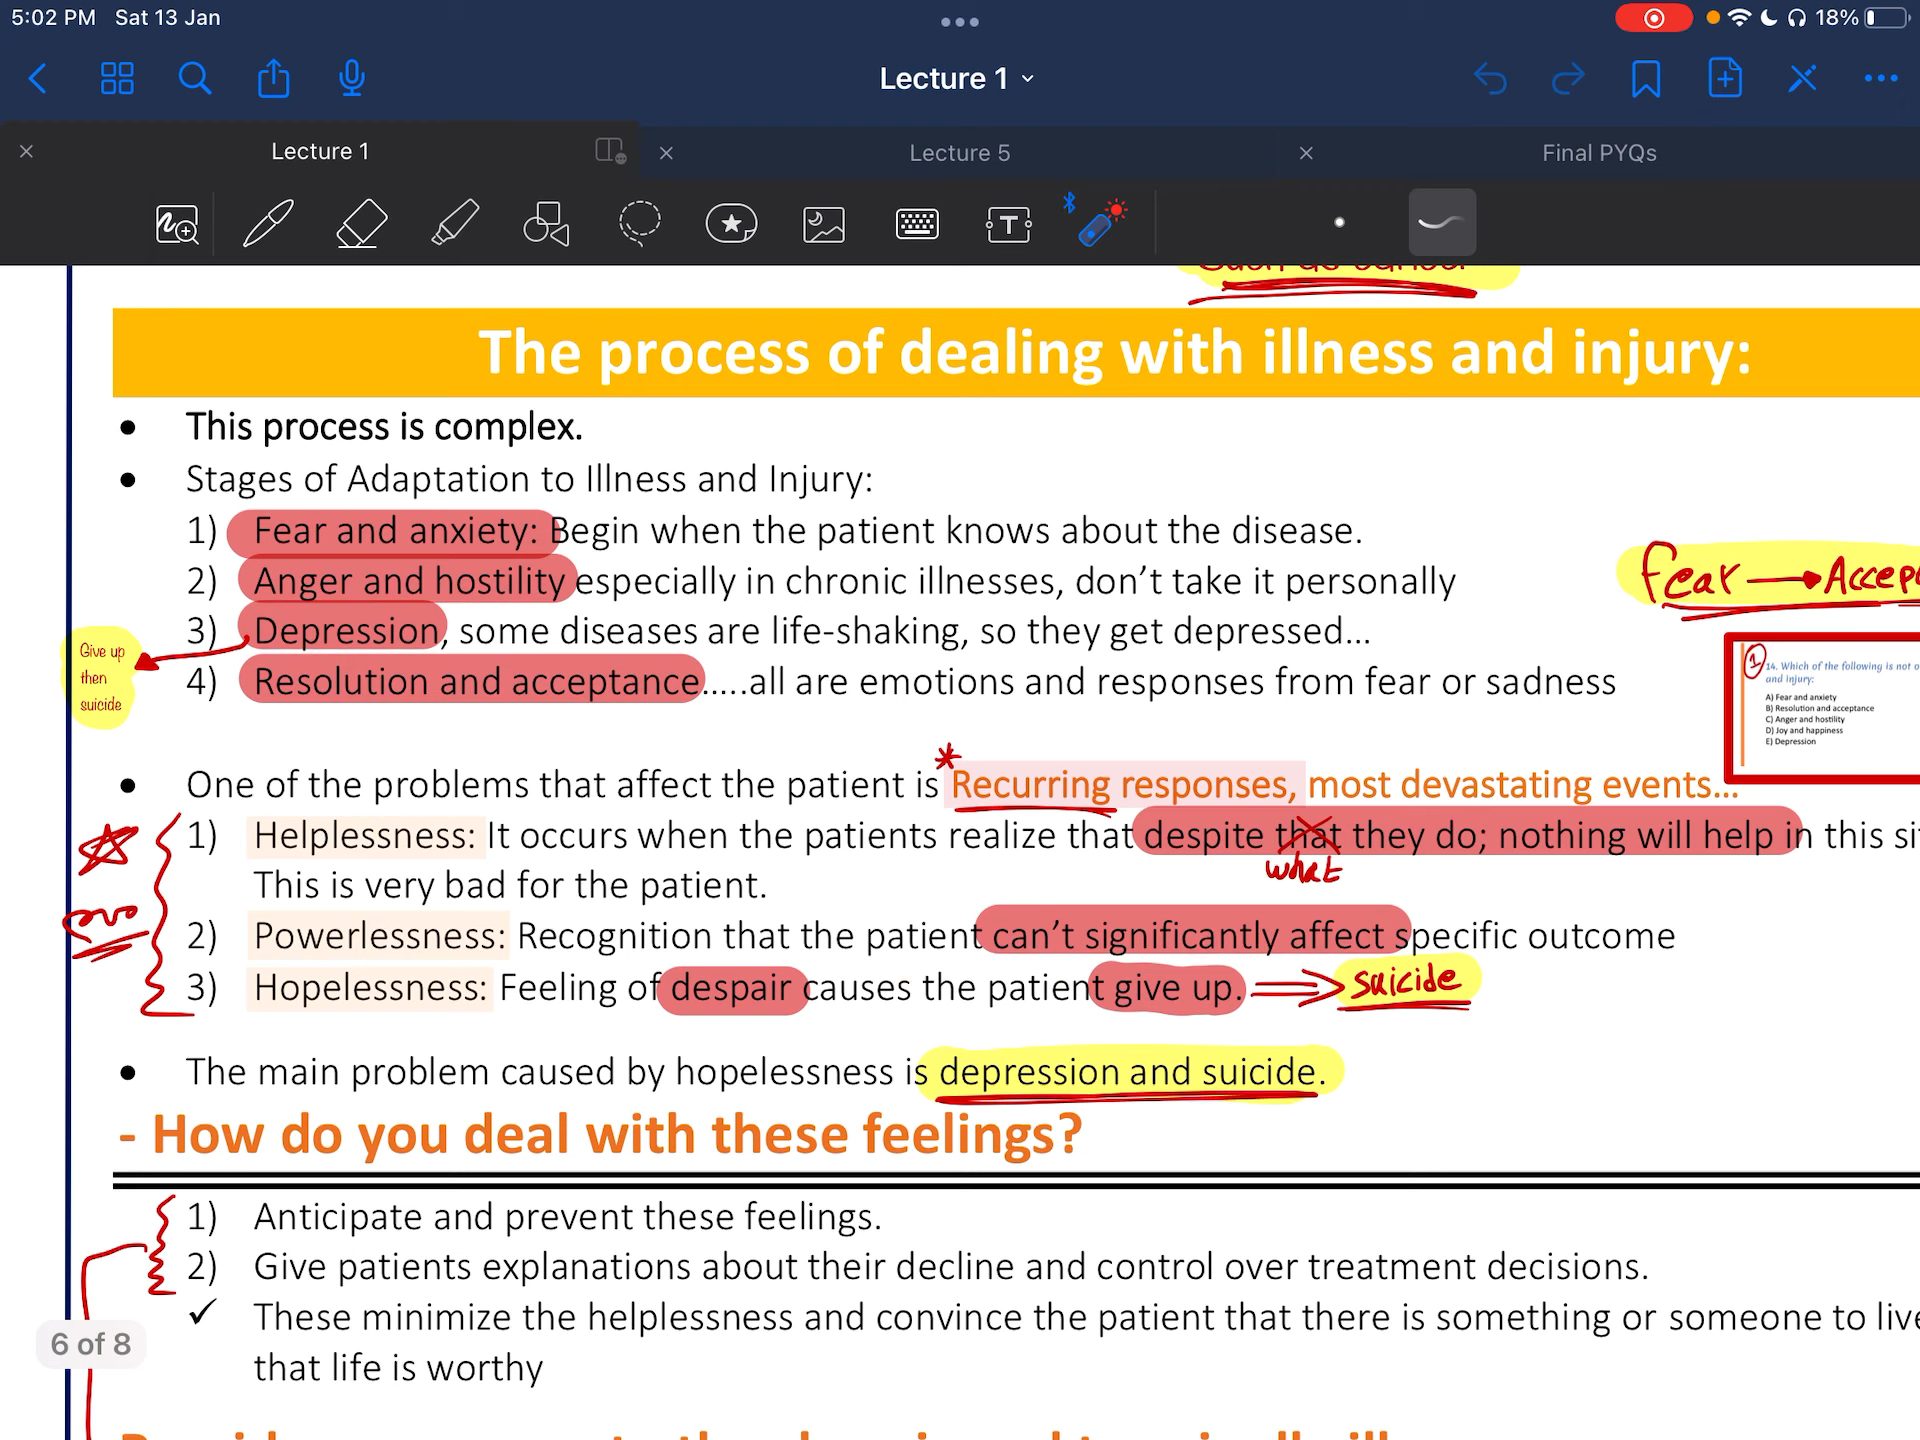 5:02 PM Sat 13 Jan
18%
Lecture 1
Lecture 1
Lecture 5
Final PYQs
The process of dealing with illness and injury:
• This process is complex.
• Stages of Adaptation to Illness and Injury:
1) Fear and anxiety: Begin when the patient knows about the disease.
2) Anger and hostility especially in chronic illnesses, don't take it personally
Fear → Accep
3) Depression, some diseases are life-shaking, so they get depressed...
Give up
then
suicide
4) Resolution and acceptance.....all are emotions and responses from fear or sadness
1
14. Which of the following is not o
and injury:
A) Fear and anxiety
B) Resolution and acceptance
C) Anger and hostility
D) Joy and happiness
E) Depression
• One of the problems that affect the patient is *Recurring responses, most devastating events...
1) Helplessness: It occurs when the patients realize that despite that they do; nothing will help in this si
what
This is very bad for the patient.
2) Powerlessness: Recognition that the patient can't significantly affect specific outcome
3) Hopelessness: Feeling of despair causes the patient give up. ⇒ suicide
• The main problem caused by hopelessness is depression and suicide.
- How do you deal with these feelings?
1) Anticipate and prevent these feelings.
2) Give patients explanations about their decline and control over treatment decisions.
✓ These minimize the helplessness and convince the patient that there is something or someone to live
that life is worthy
6 of 8